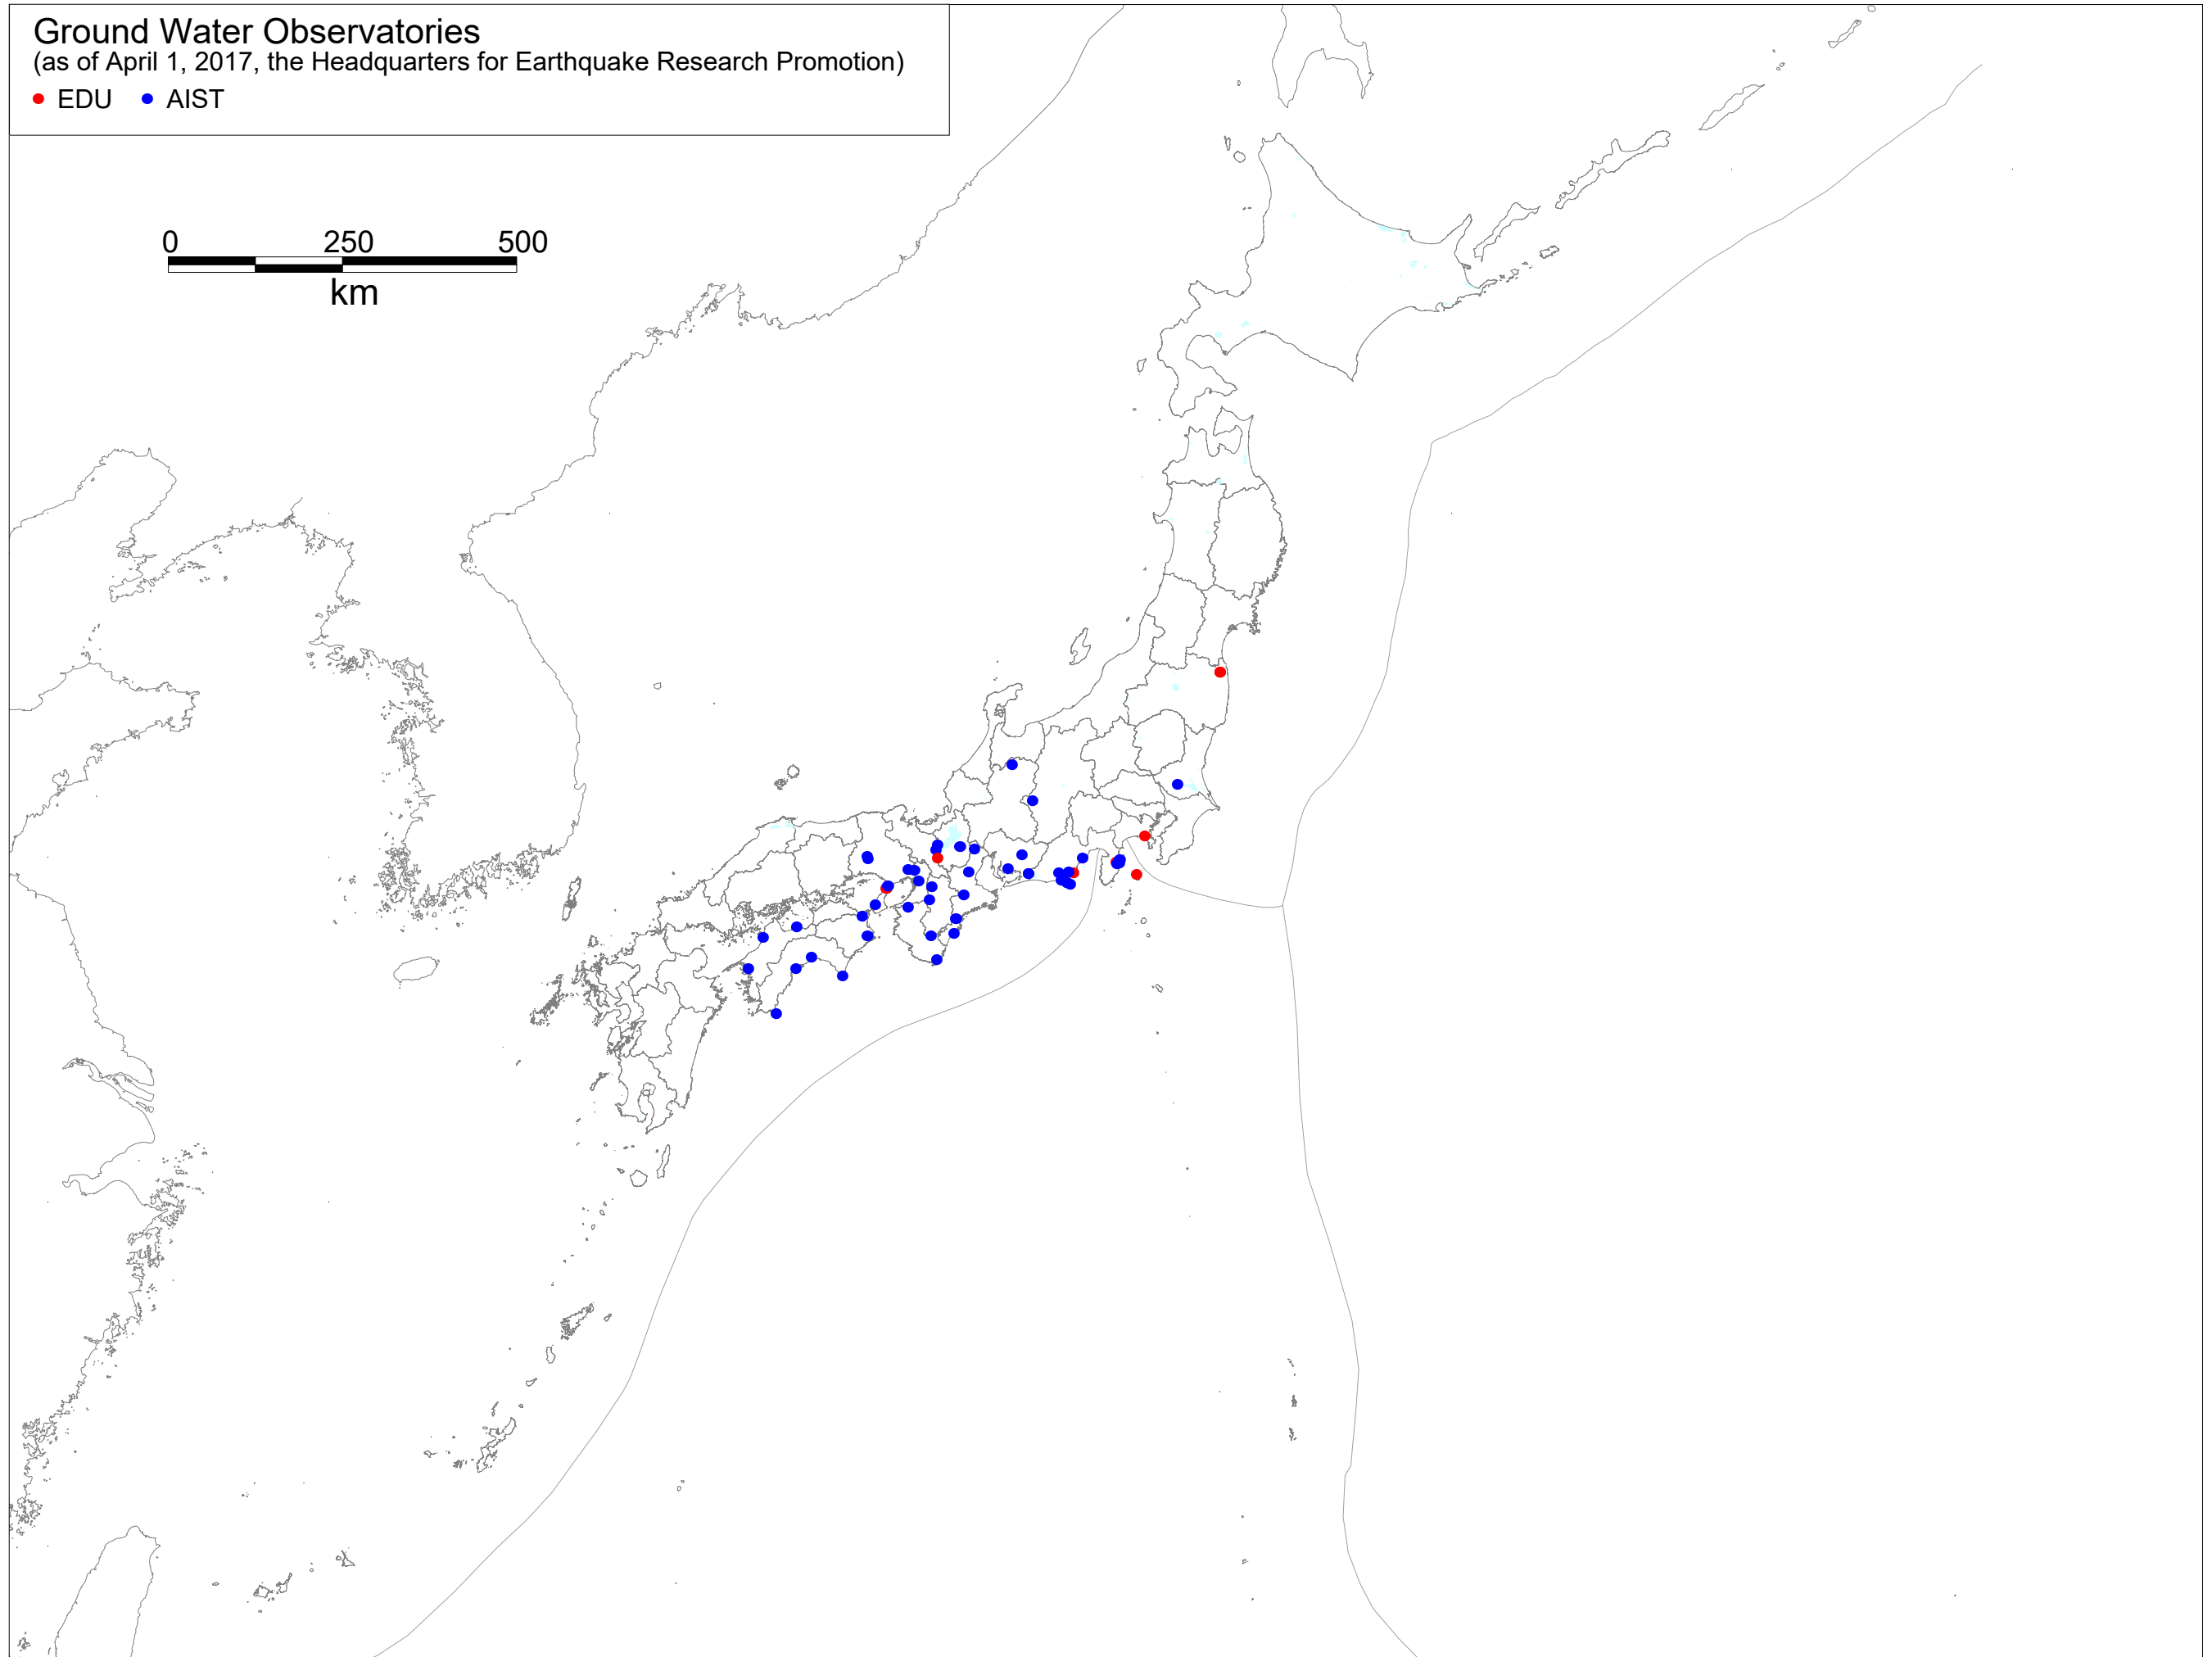 Ground Water Observatories
(as of April 1, 2017, the Headquarters for Earthquake Research Promotion)
EDU AIST
0 250 500
km